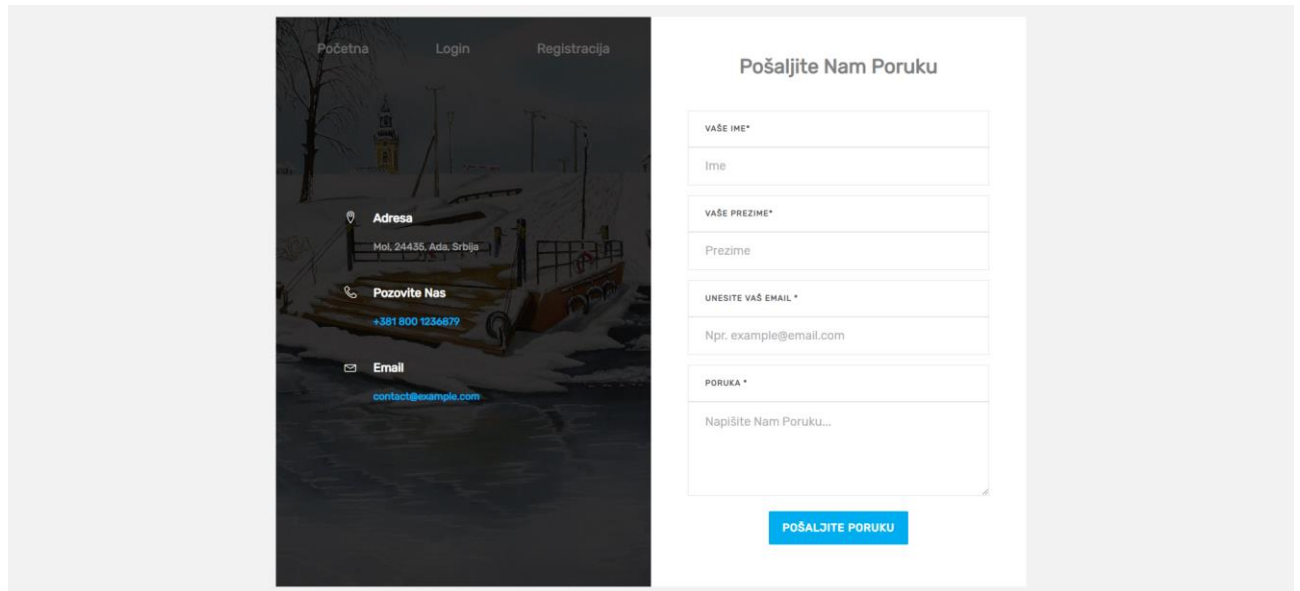 Početna Login Registracija
Adresa
Mol, 24435, Ada, Srbija
Pozovite Nas
+381 800 1236879
Email
contact@example.com
Pošaljite Nam Poruku
VAŠE IME*
Ime
VAŠE PREZIME*
Prezime
UNESITE VAŠ EMAIL *
Npr. example@email.com
PORUKA *
Napišite Nam Poruku...
POŠALJITE PORUKU